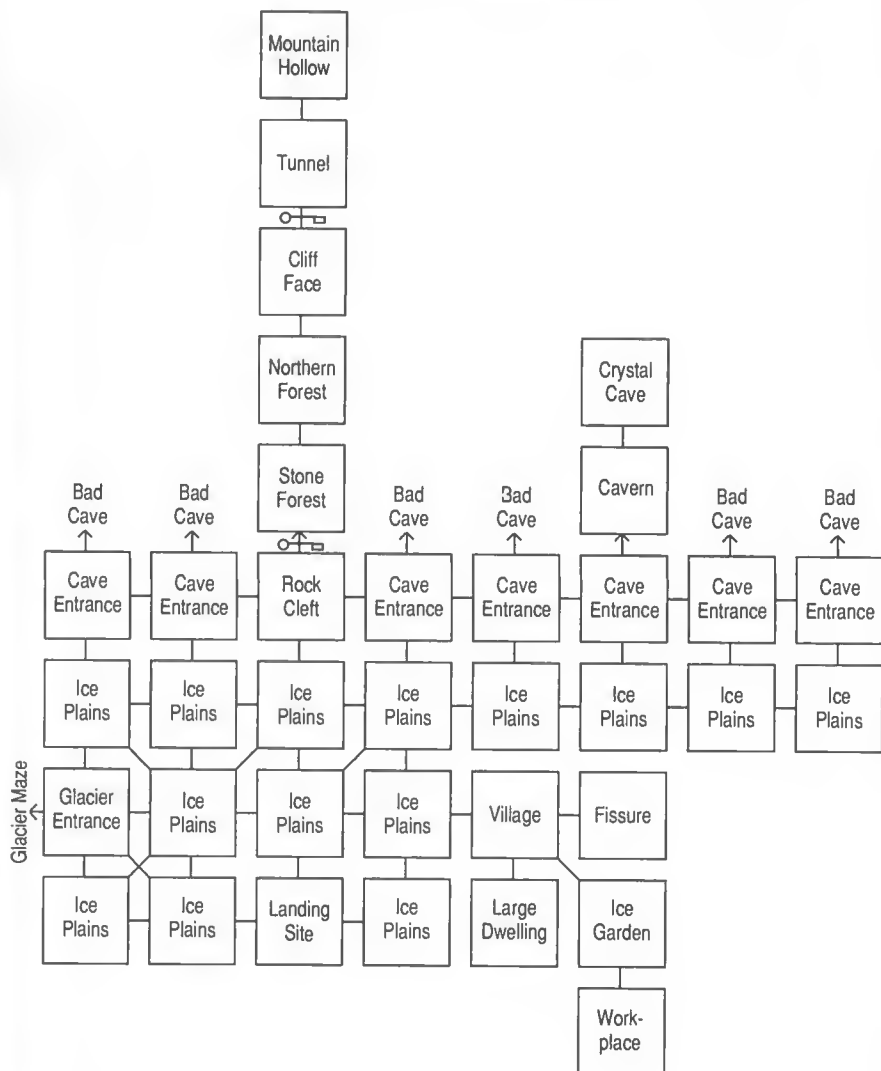 Mountain
Hollow
Tunnel
Cliff
Face
Northern
Forest
Crystal
Cave
Stone
Forest
Cavern
Bad
Cave
Bad
Cave
Bad
Cave
Bad
Cave
Bad
Cave
Bad
Cave
Cave
Entrance
Cave
Entrance
Rock
Cleft
Cave
Entrance
Cave
Entrance
Cave
Entrance
Cave
Entrance
Cave
Entrance
Ice
Plains
Ice
Plains
Ice
Plains
Ice
Plains
Ice
Plains
Ice
Plains
Ice
Plains
Ice
Plains
Glacier Maze
Glacier
Entrance
Ice
Plains
Ice
Plains
Ice
Plains
Village
Fissure
Ice
Plains
Ice
Plains
Landing
Site
Ice
Plains
Large
Dwelling
Ice
Garden
Work-
place